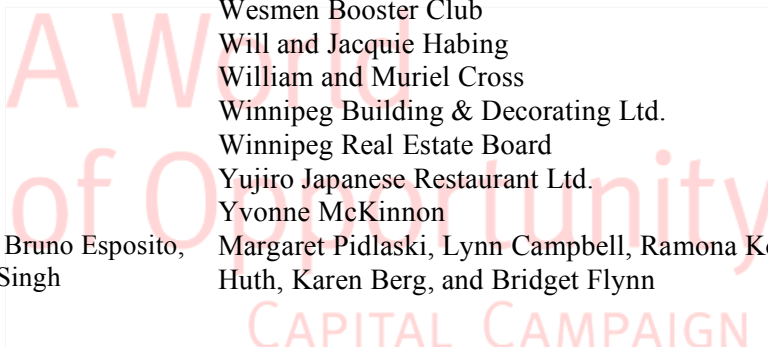 Wesmen Booster Club
Will and Jacquie Habing
William and Muriel Cross
Winnipeg Building & Decorating Ltd.
Winnipeg Real Estate Board
Yujiro Japanese Restaurant Ltd.
Yvonne McKinnon
Bruno Esposito,
Singh
Margaret Pidlaski, Lynn Campbell, Ramona
Huth, Karen Berg, and Bridget Flynn
A World
of Opportunity
CAPITAL CAMPAIGN